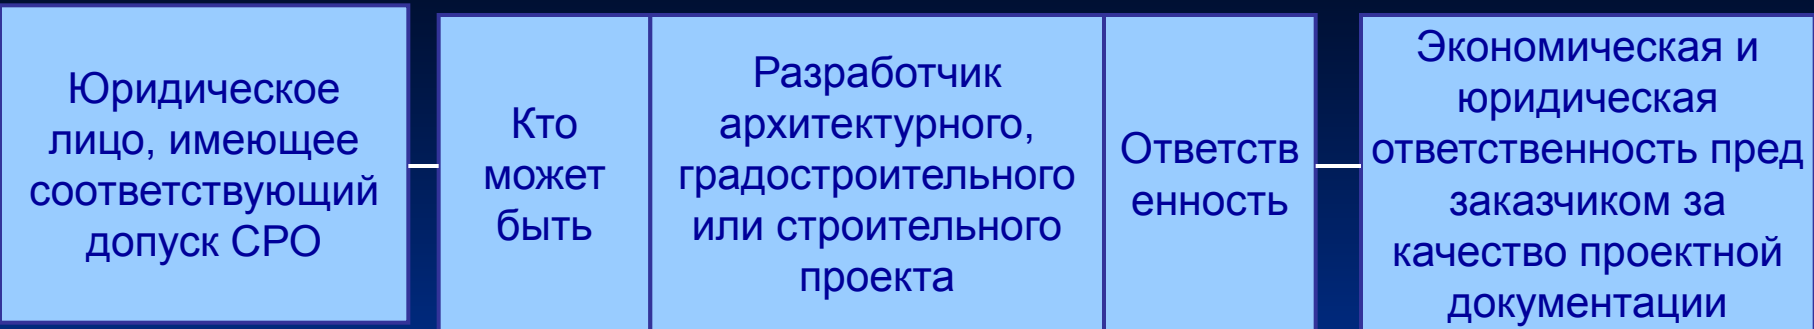 Юридическое
лицо, имеющее
соответствующий
допуск СРО
Кто
может
быть
Разработчик
архитектурного,
градостроительного
или строительного
проекта
Ответств
енность
Экономическая и
юридическая
ответственность пред
заказчиком за
качество проектной
документации